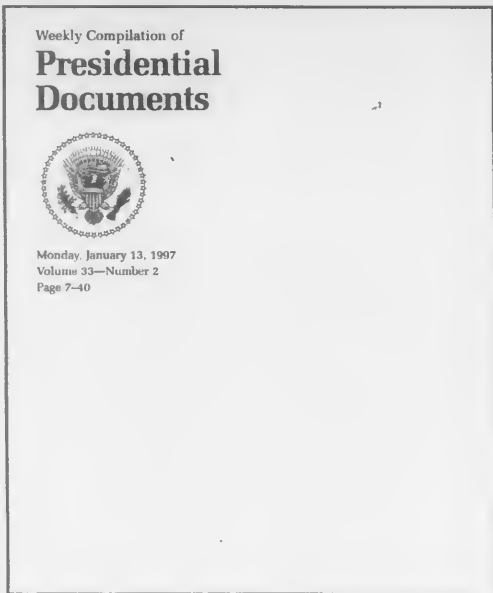 Weekly Compilation of
Presidential
Documents
Monday, January 13, 1997
Volume 33—Number 2
Page 7–40